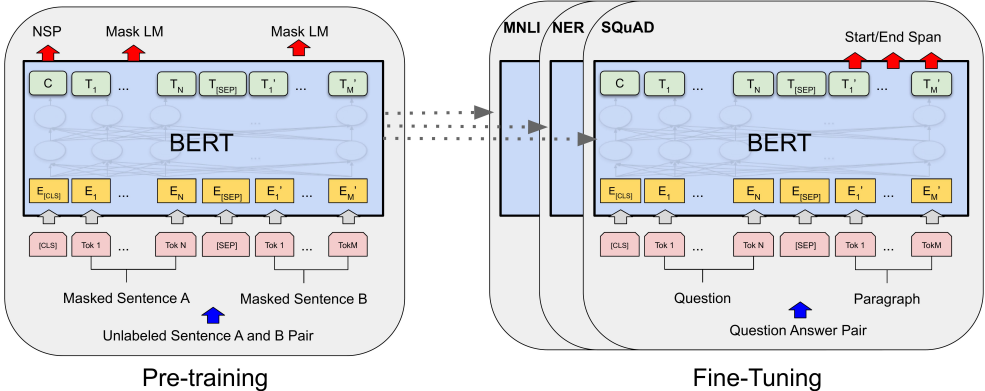 NSP Mask LM Mask LM
C T1 ... TN T[SEP] T1' ... TM'
...
BERT
...
E[CLS] E1 ... EN E[SEP] E1' ... EM'
[CLS] Tok 1 ... Tok N [SEP] Tok 1 ... TokM
Masked Sentence A Masked Sentence B
Unlabeled Sentence A and B Pair
Pre-training
MNLI NER SQuAD
Start/End Span
C T1 ... TN T[SEP] T1' ... TM'
...
BERT
...
E[CLS] E1 ... EN E[SEP] E1' ... EM'
[CLS] Tok 1 ... Tok N [SEP] Tok 1 ... TokM
Question Paragraph
Question Answer Pair
Fine-Tuning